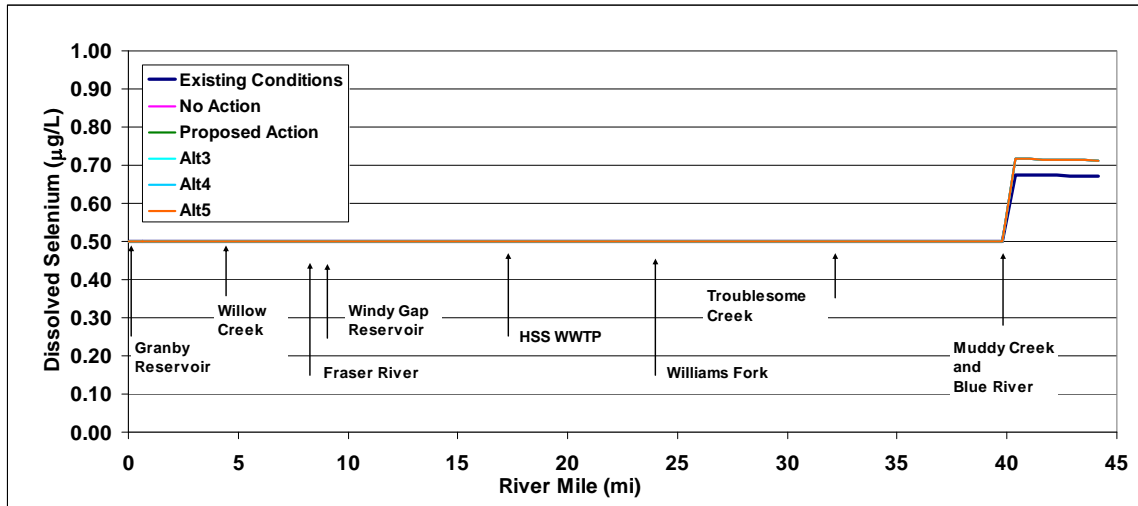 Dissolved Selenium (µg/L)
1.00
0.90
0.80
0.70
0.60
0.50
0.40
0.30
0.20
0.10
0.00
Existing Conditions
No Action
Proposed Action
Alt3
Alt4
Alt5
Granby
Reservoir
Willow
Creek
Fraser River
Windy Gap
Reservoir
HSS WWTP
Williams Fork
Troublesome
Creek
Muddy Creek
and
Blue River
0 5 10 15 20 25 30 35 40 45
River Mile (mi)